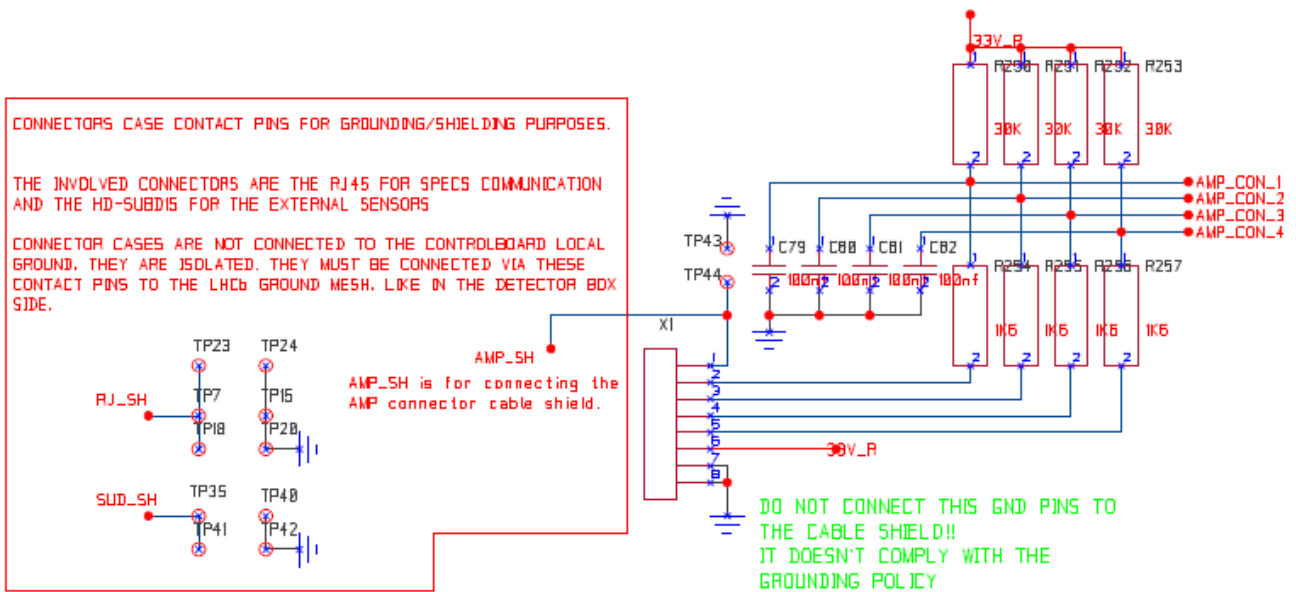 33V_R
R250 R251 R252 R253
30K 30K 30K 30K
CONNECTORS CASE CONTACT PINS FOR GROUNDING/SHIELDING PURPOSES.
THE INVOLVED CONNECTORS ARE THE RJ45 FOR SPECS COMMUNICATION
AND THE HD-SUBD15 FOR THE EXTERNAL SENSORS
CONNECTOR CASES ARE NOT CONNECTED TO THE CONTROLBOARD LOCAL
GROUND. THEY ARE ISOLATED. THEY MUST BE CONNECTED VIA THESE
CONTACT PINS TO THE LHCb GROUND MESH. LIKE IN THE DETECTOR BOX
SIDE.
AMP_CON_1
AMP_CON_2
AMP_CON_3
AMP_CON_4
TP43
TP44
C79 C80 C81 C82
100nf 100nf 100nf 100nf
R254 R255 R256 R257
1K6 1K6 1K6 1K6
X1
1
2
3
4
5
6
7
8
33V_R
AMP_SH
AMP_SH is for connecting the
AMP connector cable shield.
TP23 TP24
RJ_SH
TP7 TP15
TP18 TP20
SUD_SH
TP35 TP40
TP41 TP42
DO NOT CONNECT THIS GND PINS TO
THE CABLE SHIELD!!
IT DOESN'T COMPLY WITH THE
GROUNDING POLICY